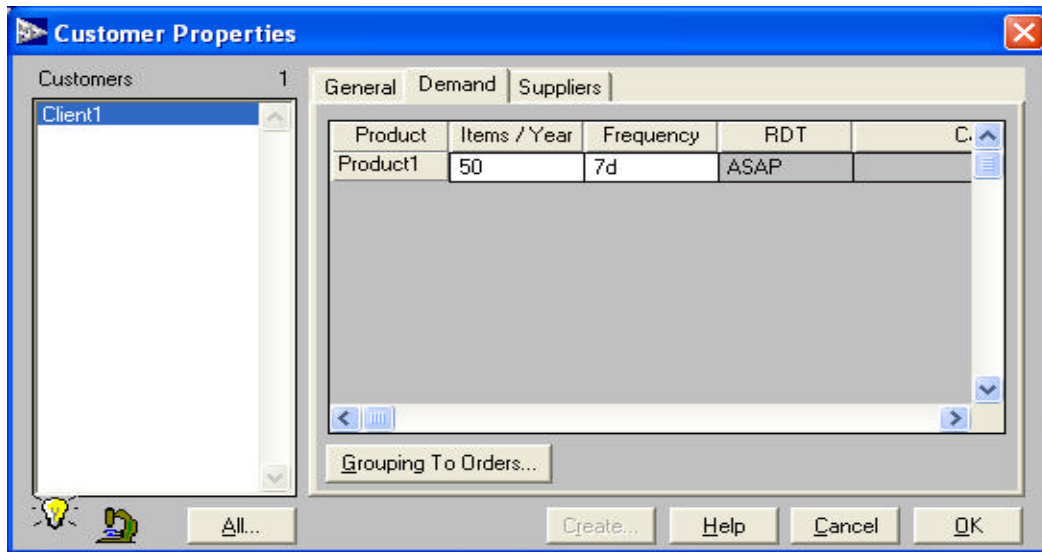 Customer Properties
Customers 1
Client1
General Demand Suppliers
Product Items / Year Frequency RDT C.
Product1 50 7d ASAP
Grouping To Orders...
All... Create... Help Cancel OK